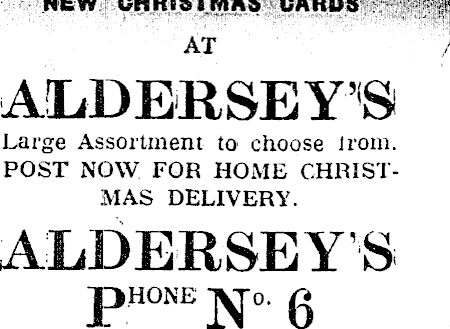 NEW CHRISTMAS CARDS
AT
ALDERSEY'S
Large Assortment to choose from.
POST NOW FOR HOME CHRIST-
MAS DELIVERY.
ALDERSEY'S
PHONE No. 6